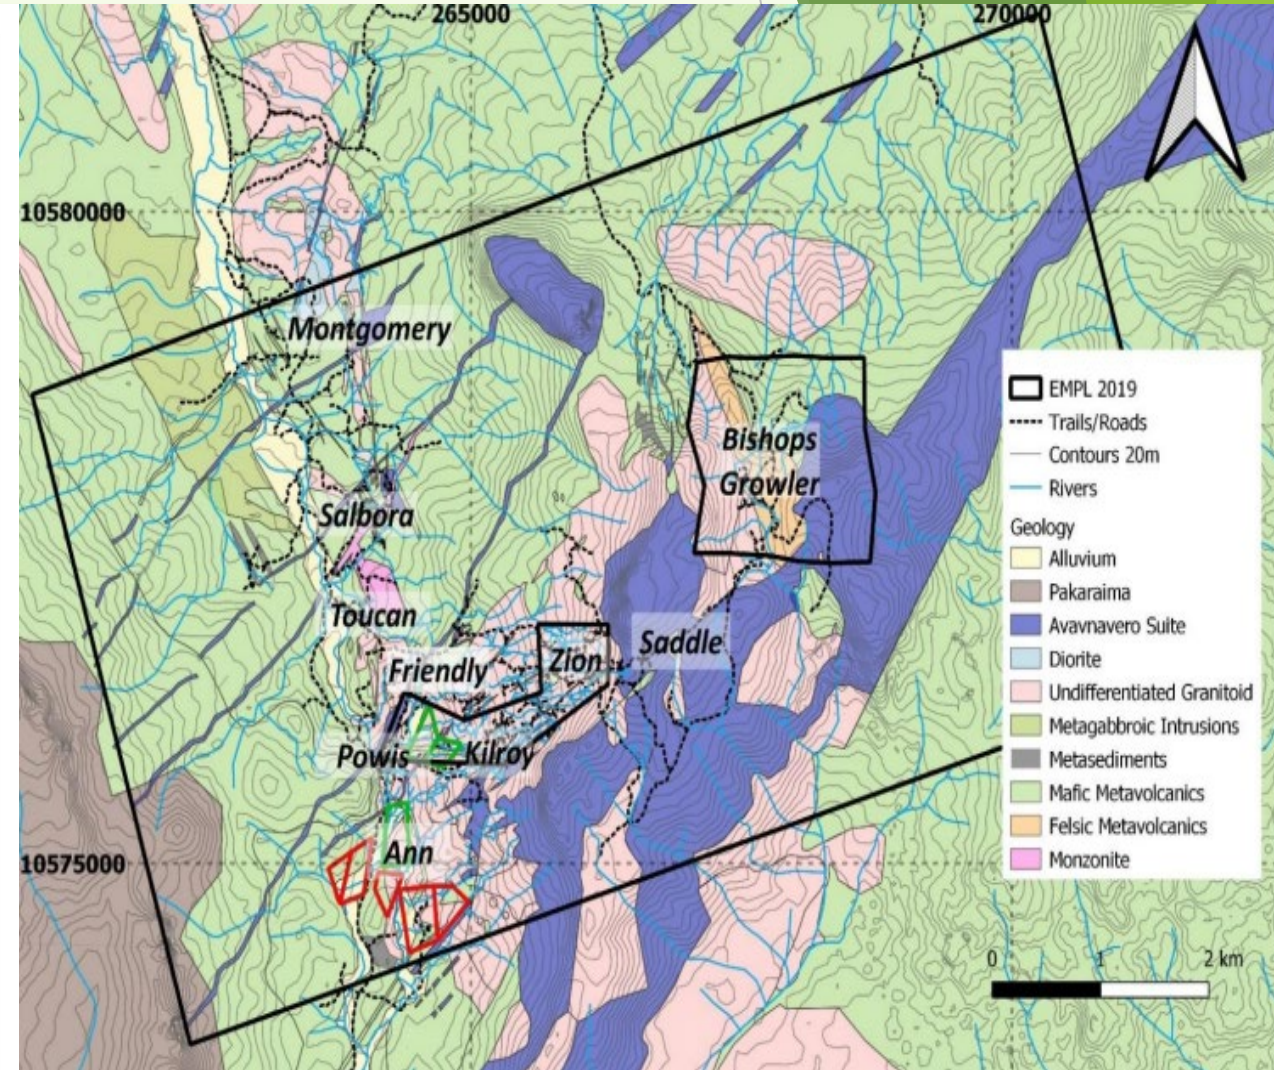 265000
270000
10580000
Montgomery
Bishops
Growler
Salbora
Toucan
Friendly
Zion
Saddle
Powis
Kilroy
Ann
10575000
EMPL 2019
Trails/Roads
Contours 20m
Rivers
Geology
Alluvium
Pakaraima
Avavnavero Suite
Diorite
Undifferentiated Granitoid
Metagabbroic Intrusions
Metasediments
Mafic Metavolcanics
Felsic Metavolcanics
Monzonite
0 1 2 km